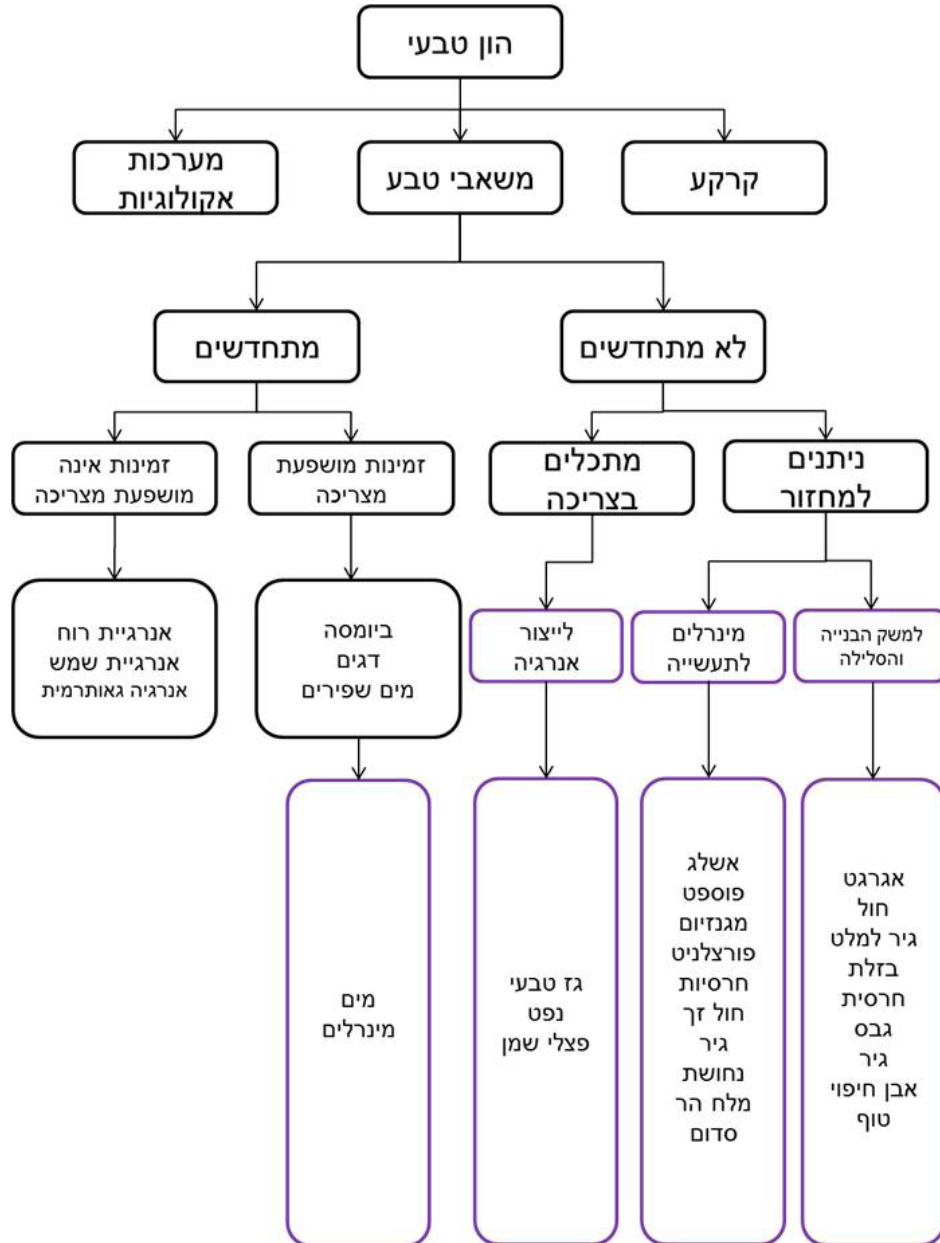 הון טבעי
קרקע
משאבי טבע
מערכות
אקולוגיות
לא מתחדשים
מתחדשים
ניתנים
למחזור
מתכלים
בצריכה
זמינות מושפעת
מצריכה
זמינות אינה
מושפעת מצריכה
למשק הבנייה
והסלילה
מינרלים
לתעשייה
לייצור
אנרגיה
ביומסה
דגים
מים שפירים
אנרגיית רוח
אנרגיית שמש
אנרגיה גאותרמית
אגרגט
חול
גיר למלט
בזלת
חרסית
גבס
גיר
אבן חיפוי
טוף
אשלג
פוספט
מגנזיום
פורצלניט
חרסיות
חול זך
גיר
נחושת
מלח הר
סדום
גז טבעי
נפט
פצלי שמן
מים
מינרלים